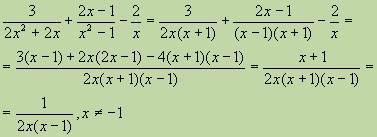 3/(2x² + 2x) + (2x − 1)/(x² − 1) − 2/x = 3/(2x(x + 1)) + (2x − 1)/((x − 1)(x + 1)) − 2/x =
= (3(x − 1) + 2x(2x − 1) − 4(x + 1)(x − 1))/(2x(x + 1)(x − 1)) = (x + 1)/(2x(x + 1)(x − 1)) =
= 1/(2x(x − 1)), x ≠ −1